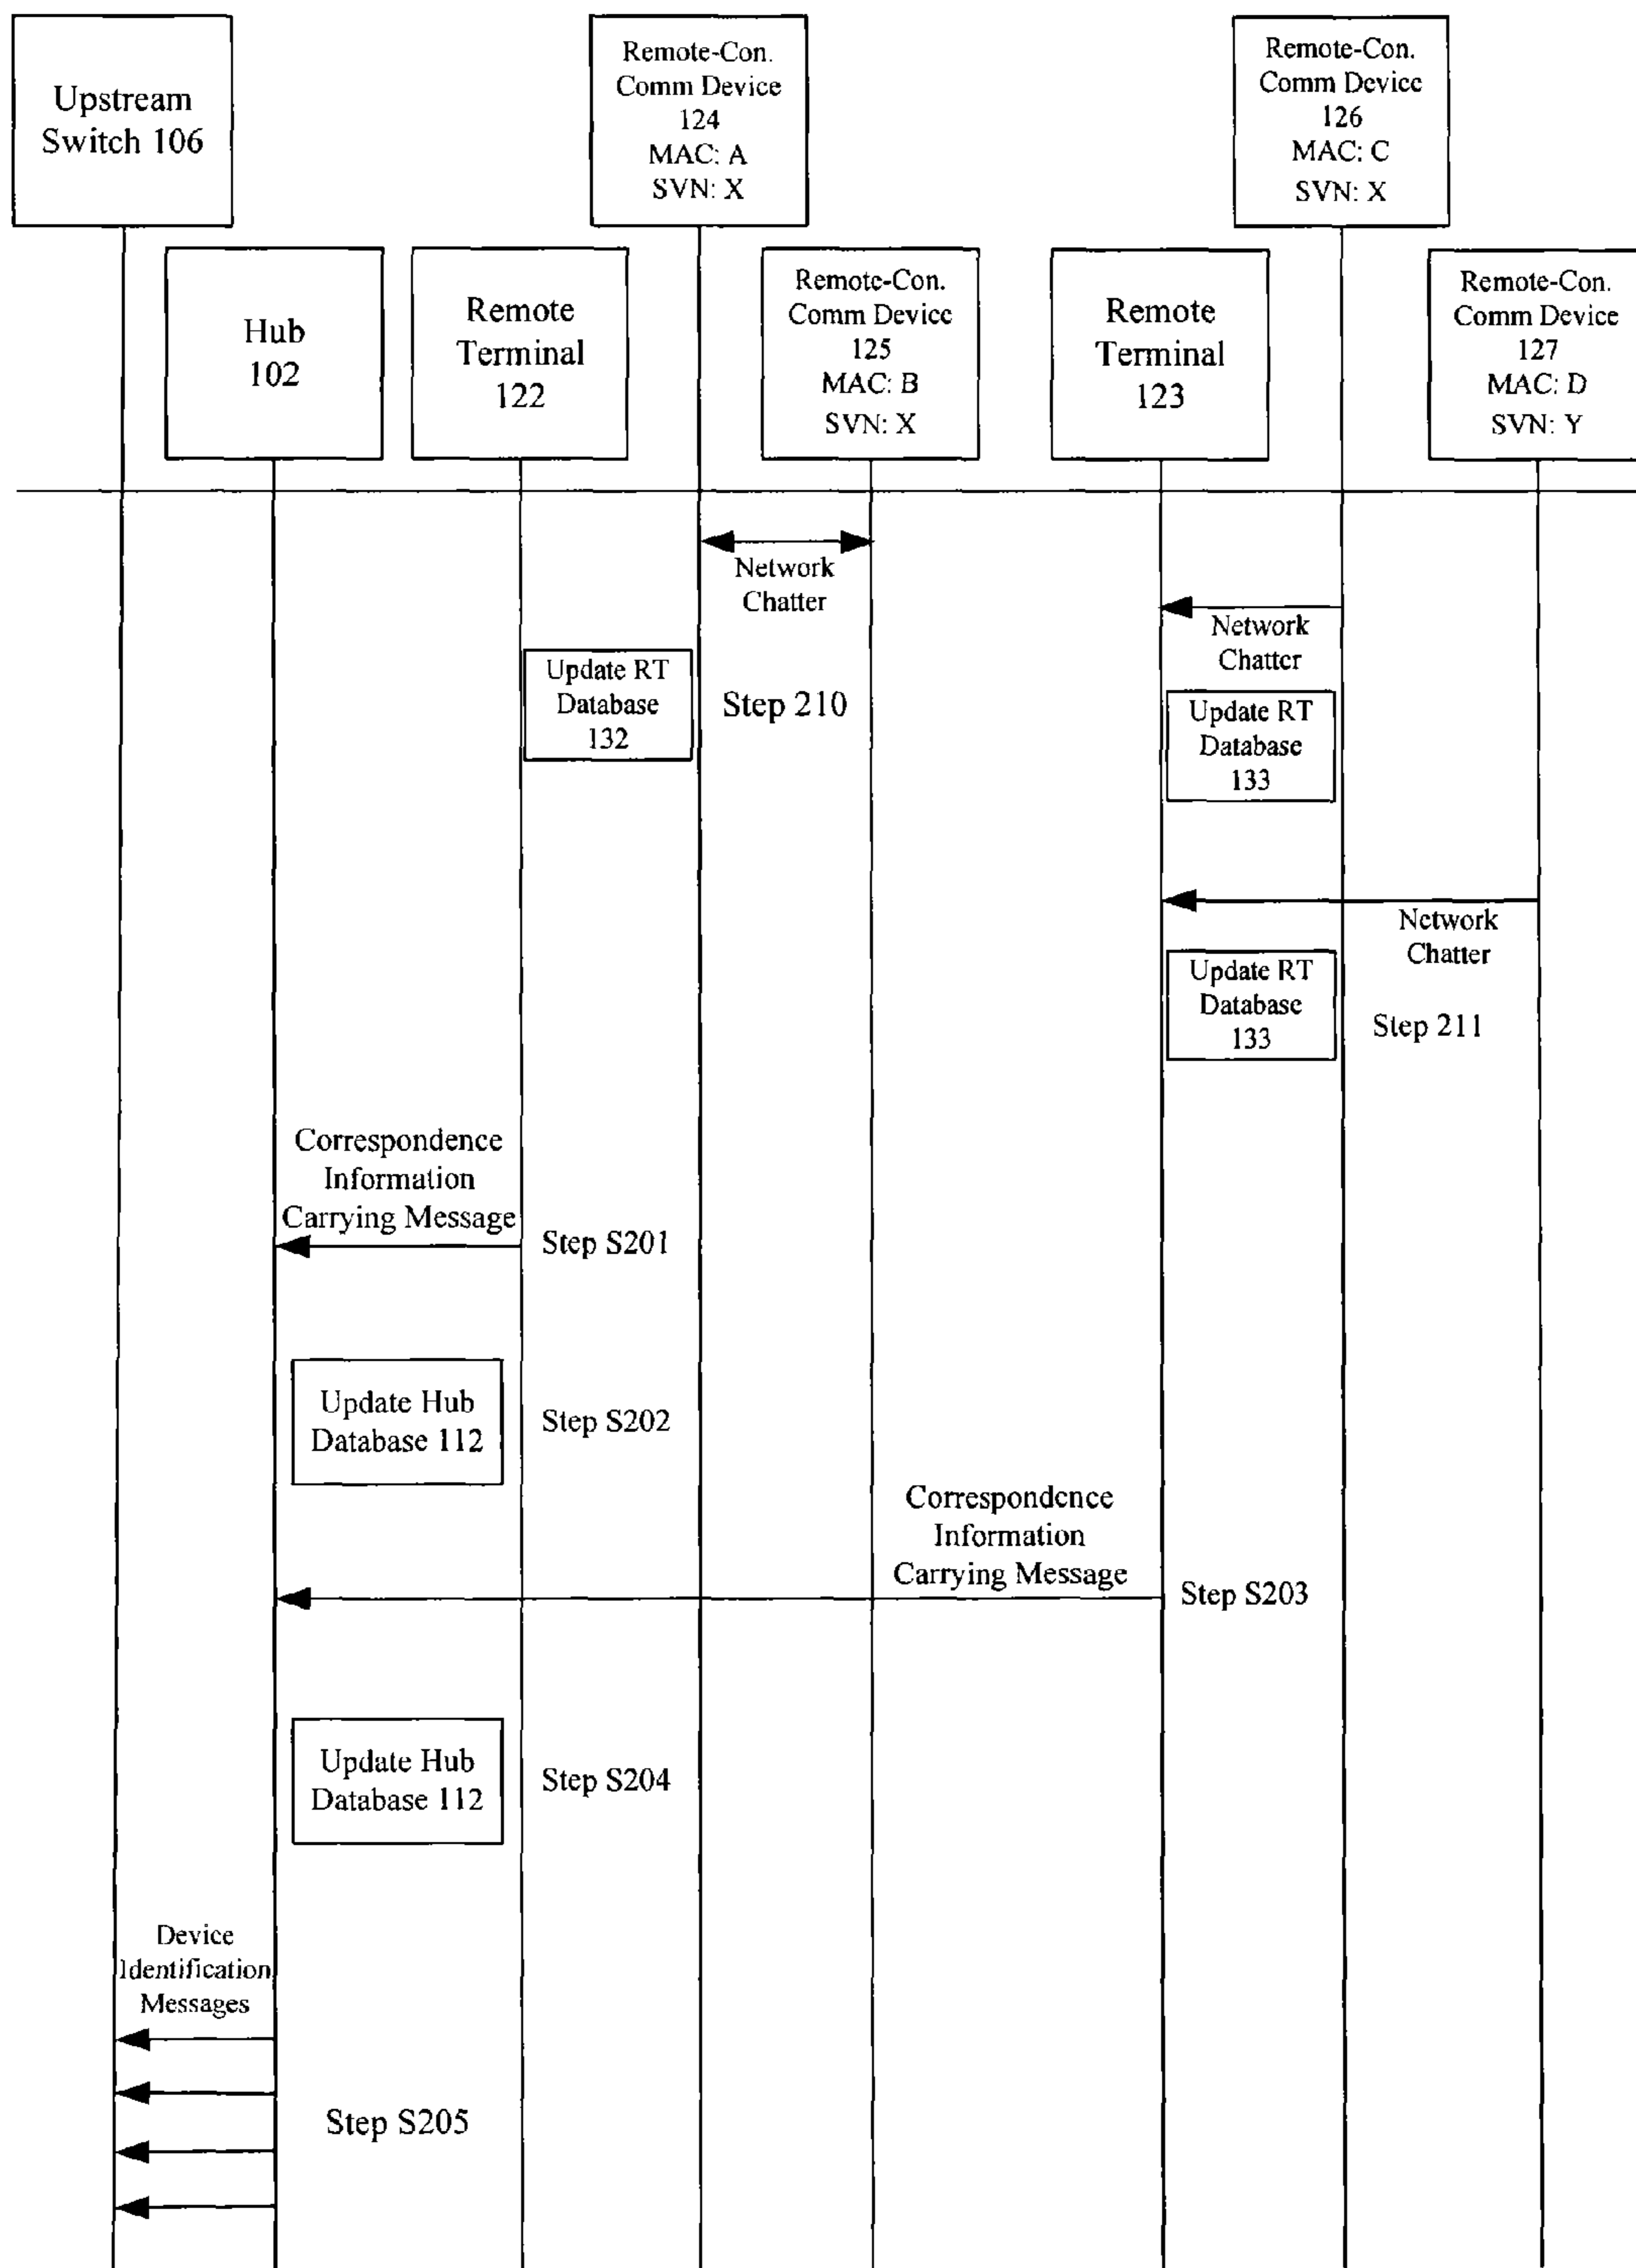 Upstream
Switch 106
Remote-Con.
Comm Device
124
MAC: A
SVN: X
Remote-Con.
Comm Device
126
MAC: C
SVN: X
Hub
102
Remote
Terminal
122
Remote-Con.
Comm Device
125
MAC: B
SVN: X
Remote
Terminal
123
Remote-Con.
Comm Device
127
MAC: D
SVN: Y
Network
Chatter
Network
Chatter
Update RT
Database
132
Step 210
Update RT
Database
133
Network
Chatter
Update RT
Database
133
Step 211
Correspondence
Information
Carrying Message
Step S201
Update Hub
Database 112
Step S202
Correspondence
Information
Carrying Message
Step S203
Update Hub
Database 112
Step S204
Device
Identification
Messages
Step S205